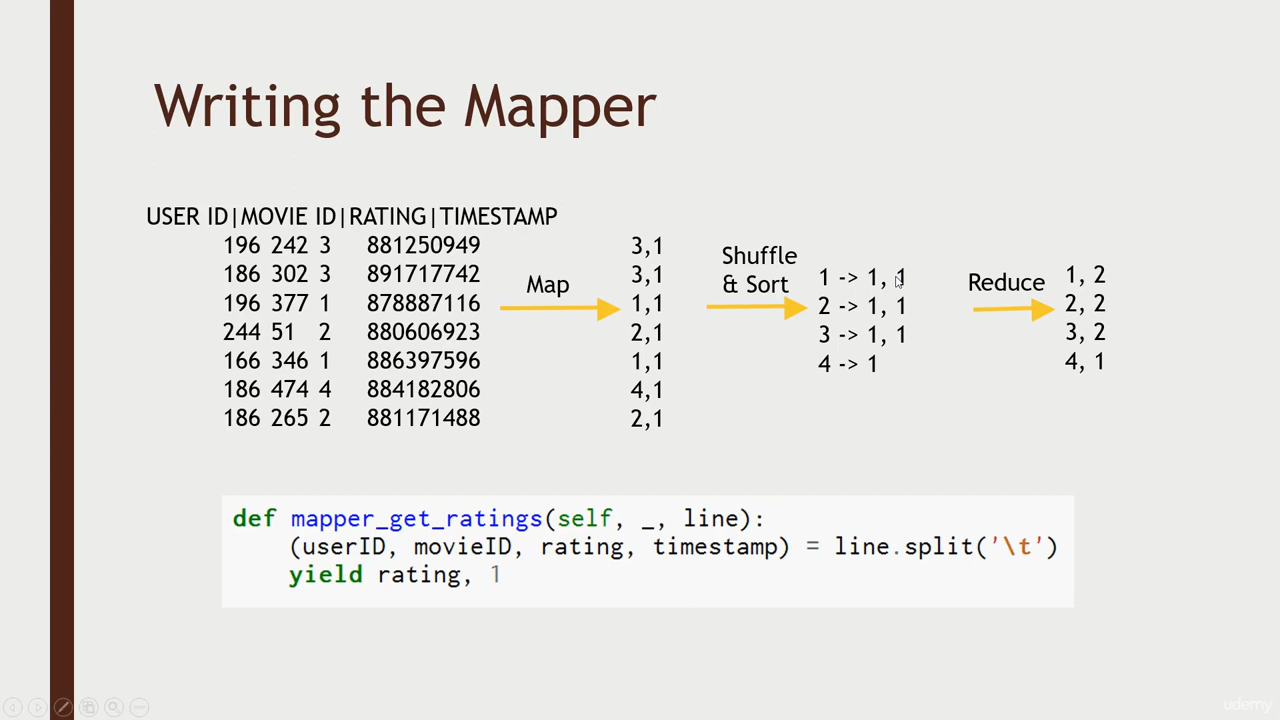 Writing the Mapper
USER ID|MOVIE ID|RATING|TIMESTAMP
196 242 3 881250949
186 302 3 891717742
196 377 1 878887116
244 51 2 880606923
166 346 1 886397596
186 474 4 884182806
186 265 2 881171488
Map
3,1
3,1
1,1
2,1
1,1
4,1
2,1
Shuffle
& Sort
1 -> 1, 1
2 -> 1, 1
3 -> 1, 1
4 -> 1
Reduce
1, 2
2, 2
3, 2
4, 1
def mapper_get_ratings(self, _, line):
(userID, movieID, rating, timestamp) = line.split('\t')
yield rating, 1
udemy